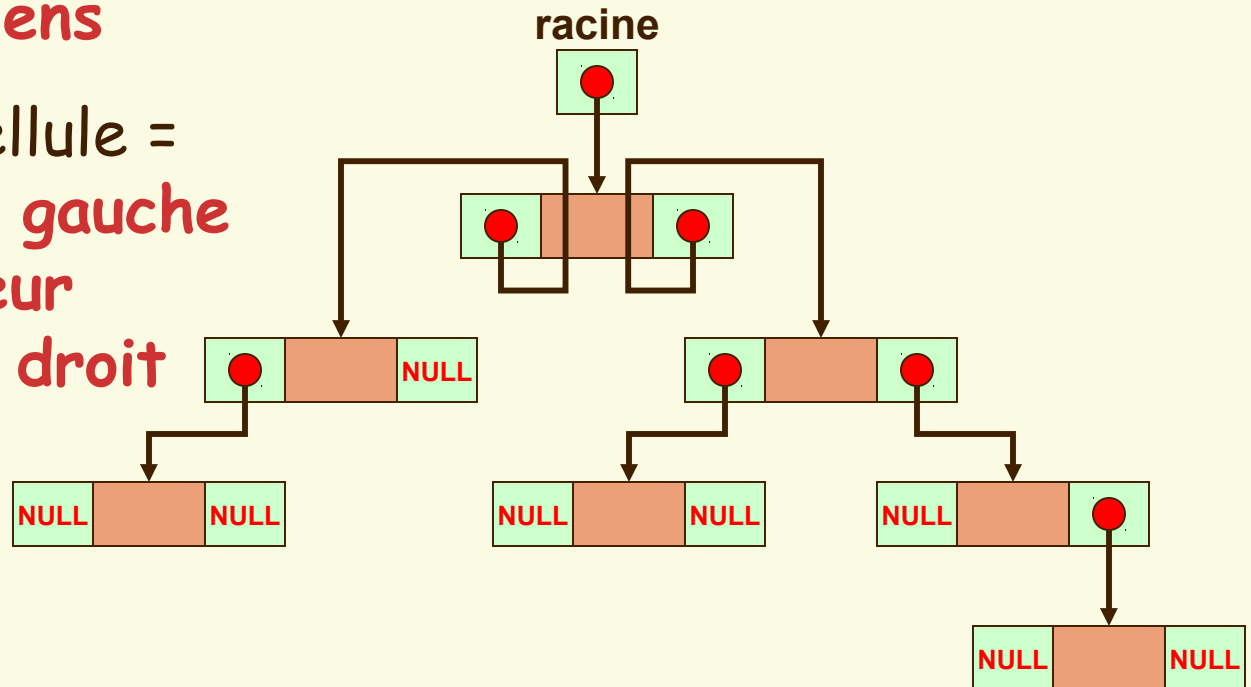 ens
racine
ellule =
gauche
eur
droit
NULL
NULL NULL NULL NULL NULL
NULL NULL